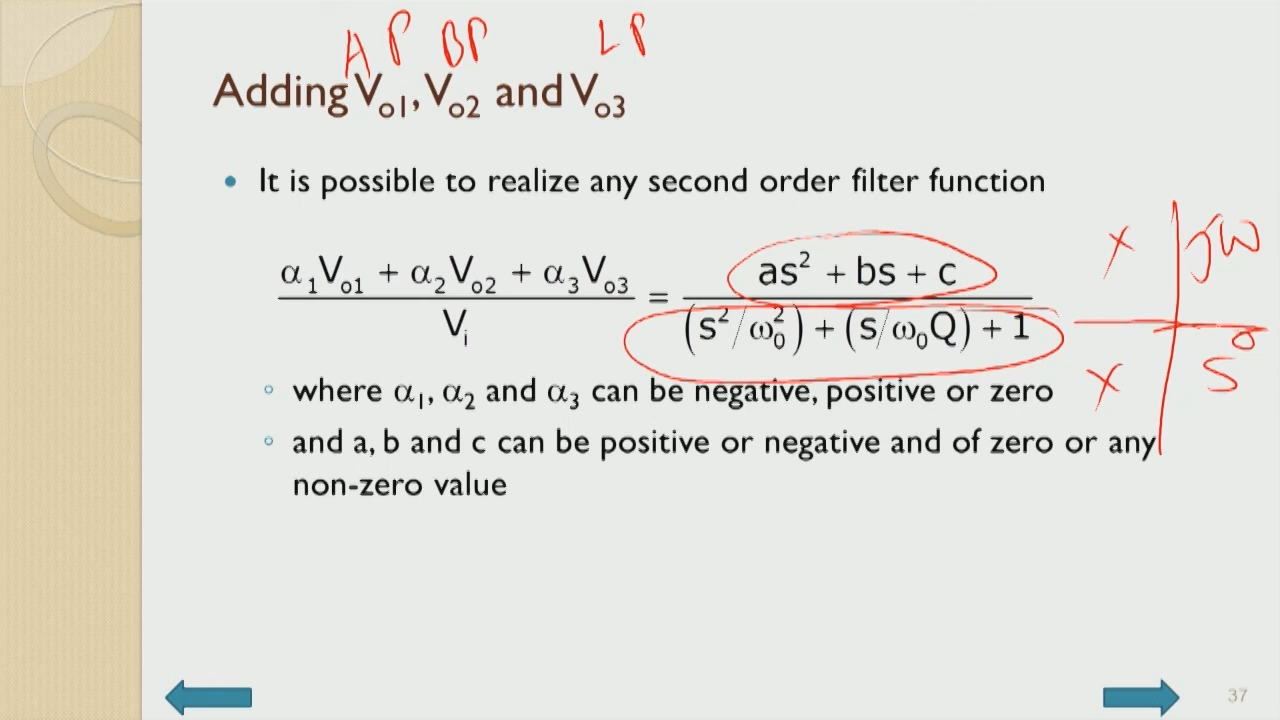 AP BP LP
Adding Vo1, Vo2 and Vo3
It is possible to realize any second order filter function
α1Vo1 + α2Vo2 + α3Vo3 / Vi = as² + bs + c / (s²/ω0²) + (s/ω0Q) + 1
× jω
× σ
S
where α1, α2 and α3 can be negative, positive or zero
and a, b and c can be positive or negative and of zero or any
non-zero value
37